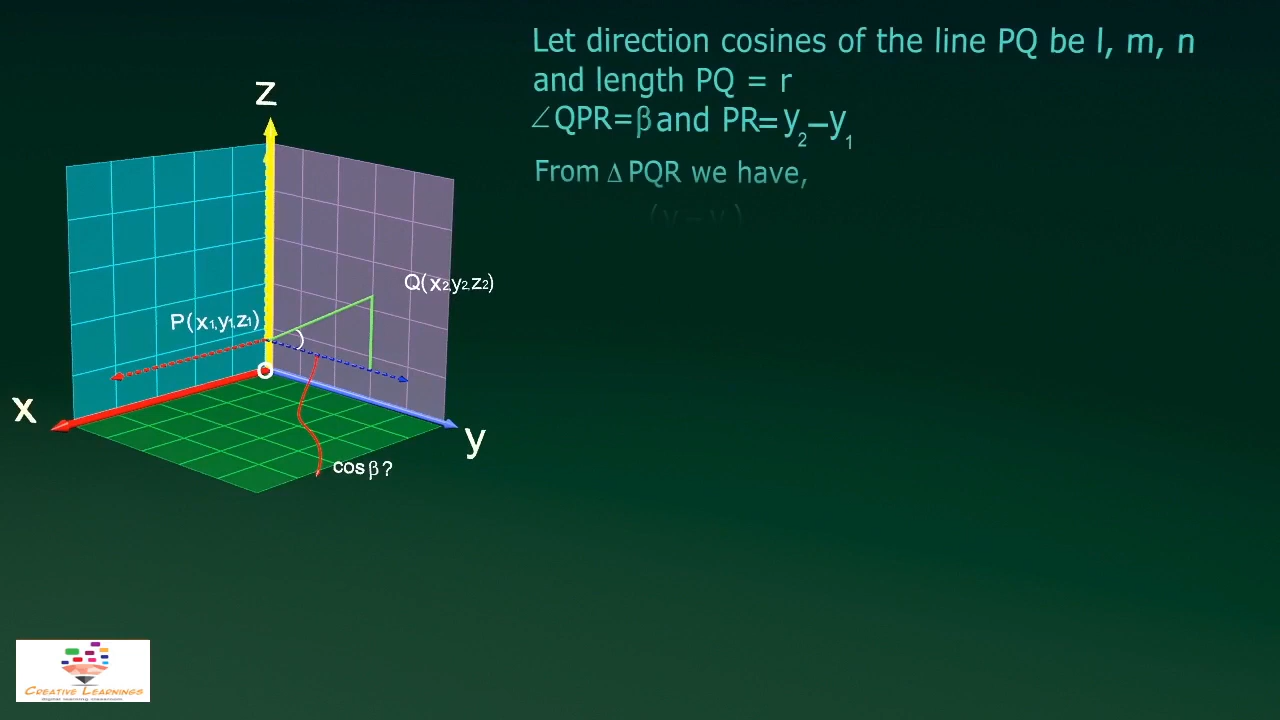 Let direction cosines of the line PQ be l, m, n
and length PQ = r
∠QPR=β and PR=y₂–y₁
From Δ PQR we have,
z
Q(x₂,y₂,z₂)
P(x₁,y₁,z₁)
O
x
y
cosβ?
CREATIVE LEARNINGS